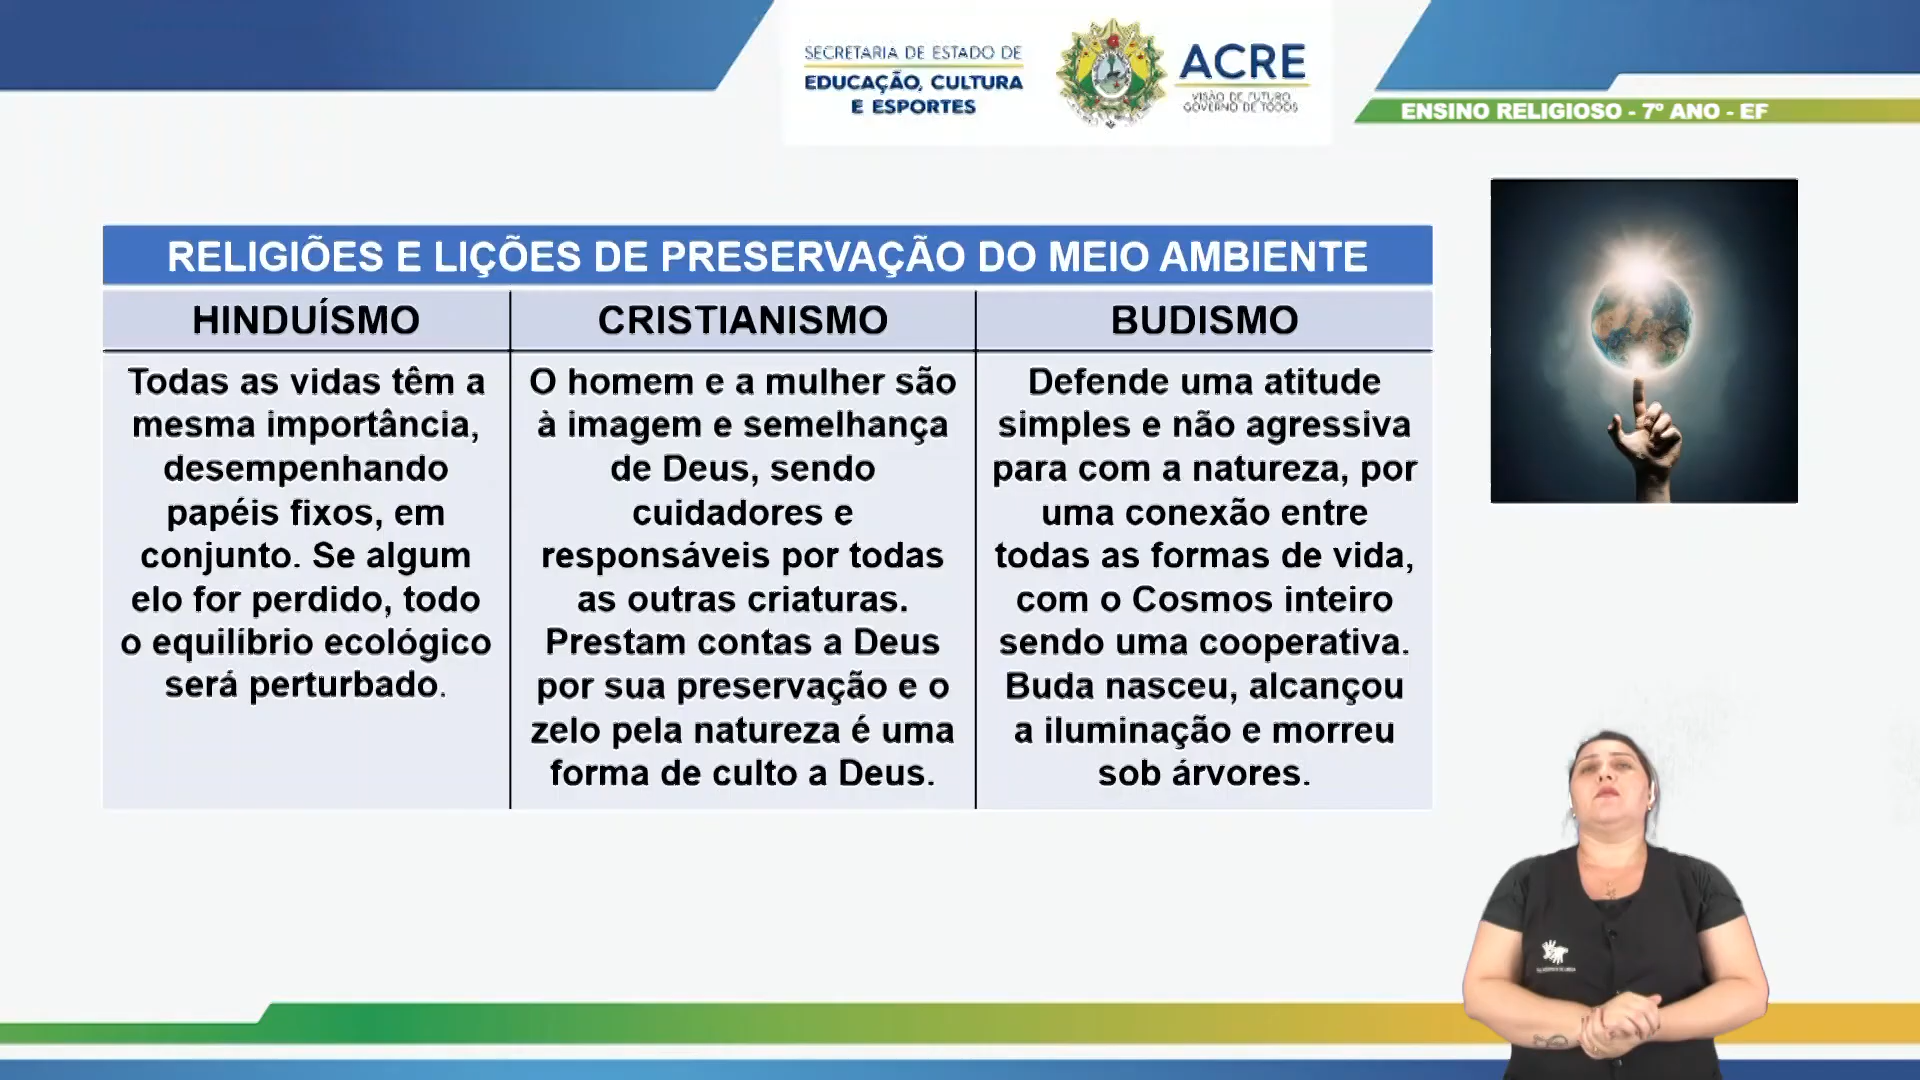 SECRETARIA DE ESTADO DE
EDUCAÇÃO, CULTURA
E ESPORTES
ACRE
VISÃO DE FUTURO
GOVERNO DE TODOS
ENSINO RELIGIOSO - 7º ANO - EF
RELIGIÕES E LIÇÕES DE PRESERVAÇÃO DO MEIO AMBIENTE
HINDUÍSMO
Todas as vidas têm a
mesma importância,
desempenhando
papéis fixos, em
conjunto. Se algum
elo for perdido, todo
o equilíbrio ecológico
será perturbado.
CRISTIANISMO
O homem e a mulher são
à imagem e semelhança
de Deus, sendo
cuidadores e
responsáveis por todas
as outras criaturas.
Prestam contas a Deus
por sua preservação e o
zelo pela natureza é uma
forma de culto a Deus.
BUDISMO
Defende uma atitude
simples e não agressiva
para com a natureza, por
uma conexão entre
todas as formas de vida,
com o Cosmos inteiro
sendo uma cooperativa.
Buda nasceu, alcançou
a iluminação e morreu
sob árvores.